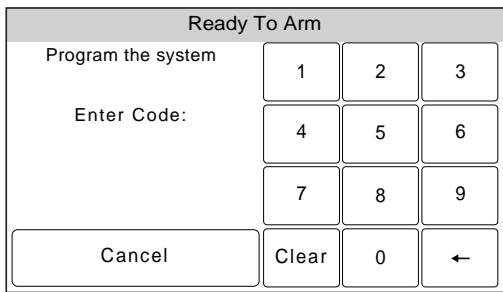 Ready To Arm
Program the system
Enter Code:
1 2 3
4 5 6
7 8 9
Cancel Clear 0 ←